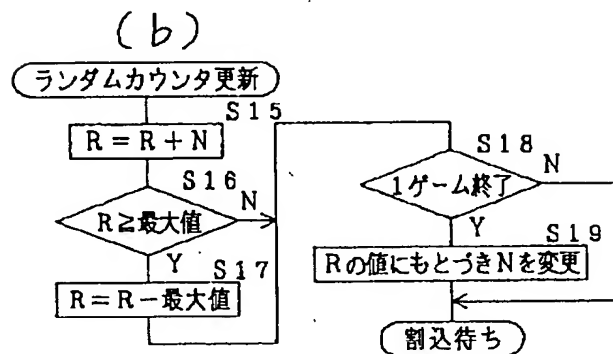 (b)
ランダムカウンタ更新
S15
R=R+N
S16
R≧最大値
N
Y
S17
R=R-最大値
S18
1ゲーム終了
N
Y
S19
Rの値にもとづきNを変更
割込待ち